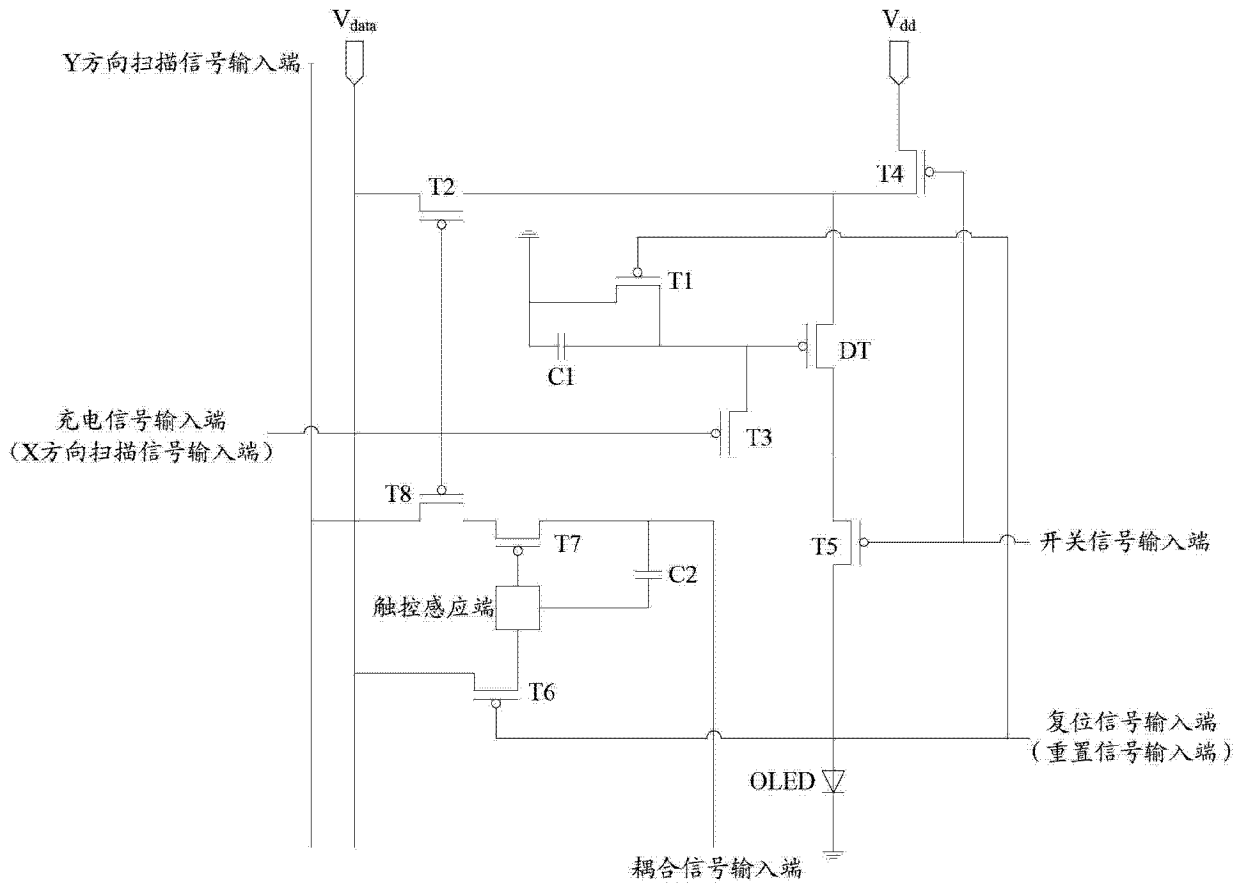 Vdata
Vdd
Y方向扫描信号输入端
T4
T2
T1
DT
C1
充电信号输入端
（X方向扫描信号输入端）
T3
T8
T7
T5
开关信号输入端
C2
触控感应端
T6
复位信号输入端
（重置信号输入端）
OLED
耦合信号输入端